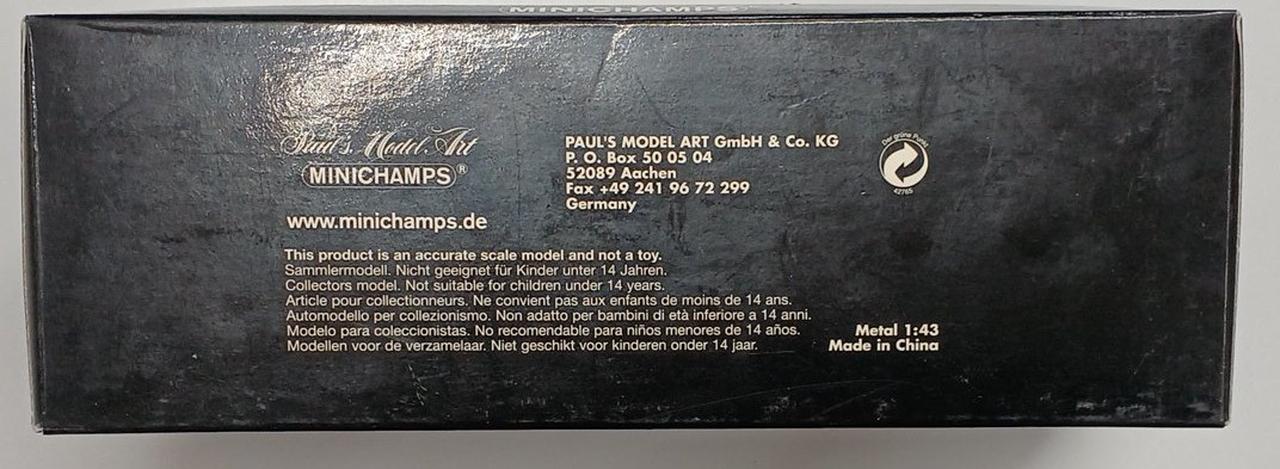 MINICHAMPS
Paul's Model Art
MINICHAMPS®
www.minichamps.de
PAUL'S MODEL ART GmbH & Co. KG
P. O. Box 50 05 04
52089 Aachen
Fax +49 241 96 72 299
Germany
Der grüne Punkt
42765
This product is an accurate scale model and not a toy.
Sammlermodell. Nicht geeignet für Kinder unter 14 Jahren.
Collectors model. Not suitable for children under 14 years.
Article pour collectionneurs. Ne convient pas aux enfants de moins de 14 ans.
Automodello per collezionismo. Non adatto per bambini di età inferiore a 14 anni.
Modelo para coleccionistas. No recomendable para niños menores de 14 años.
Modellen voor de verzamelaar. Niet geschikt voor kinderen onder 14 jaar.
Metal 1:43
Made in China